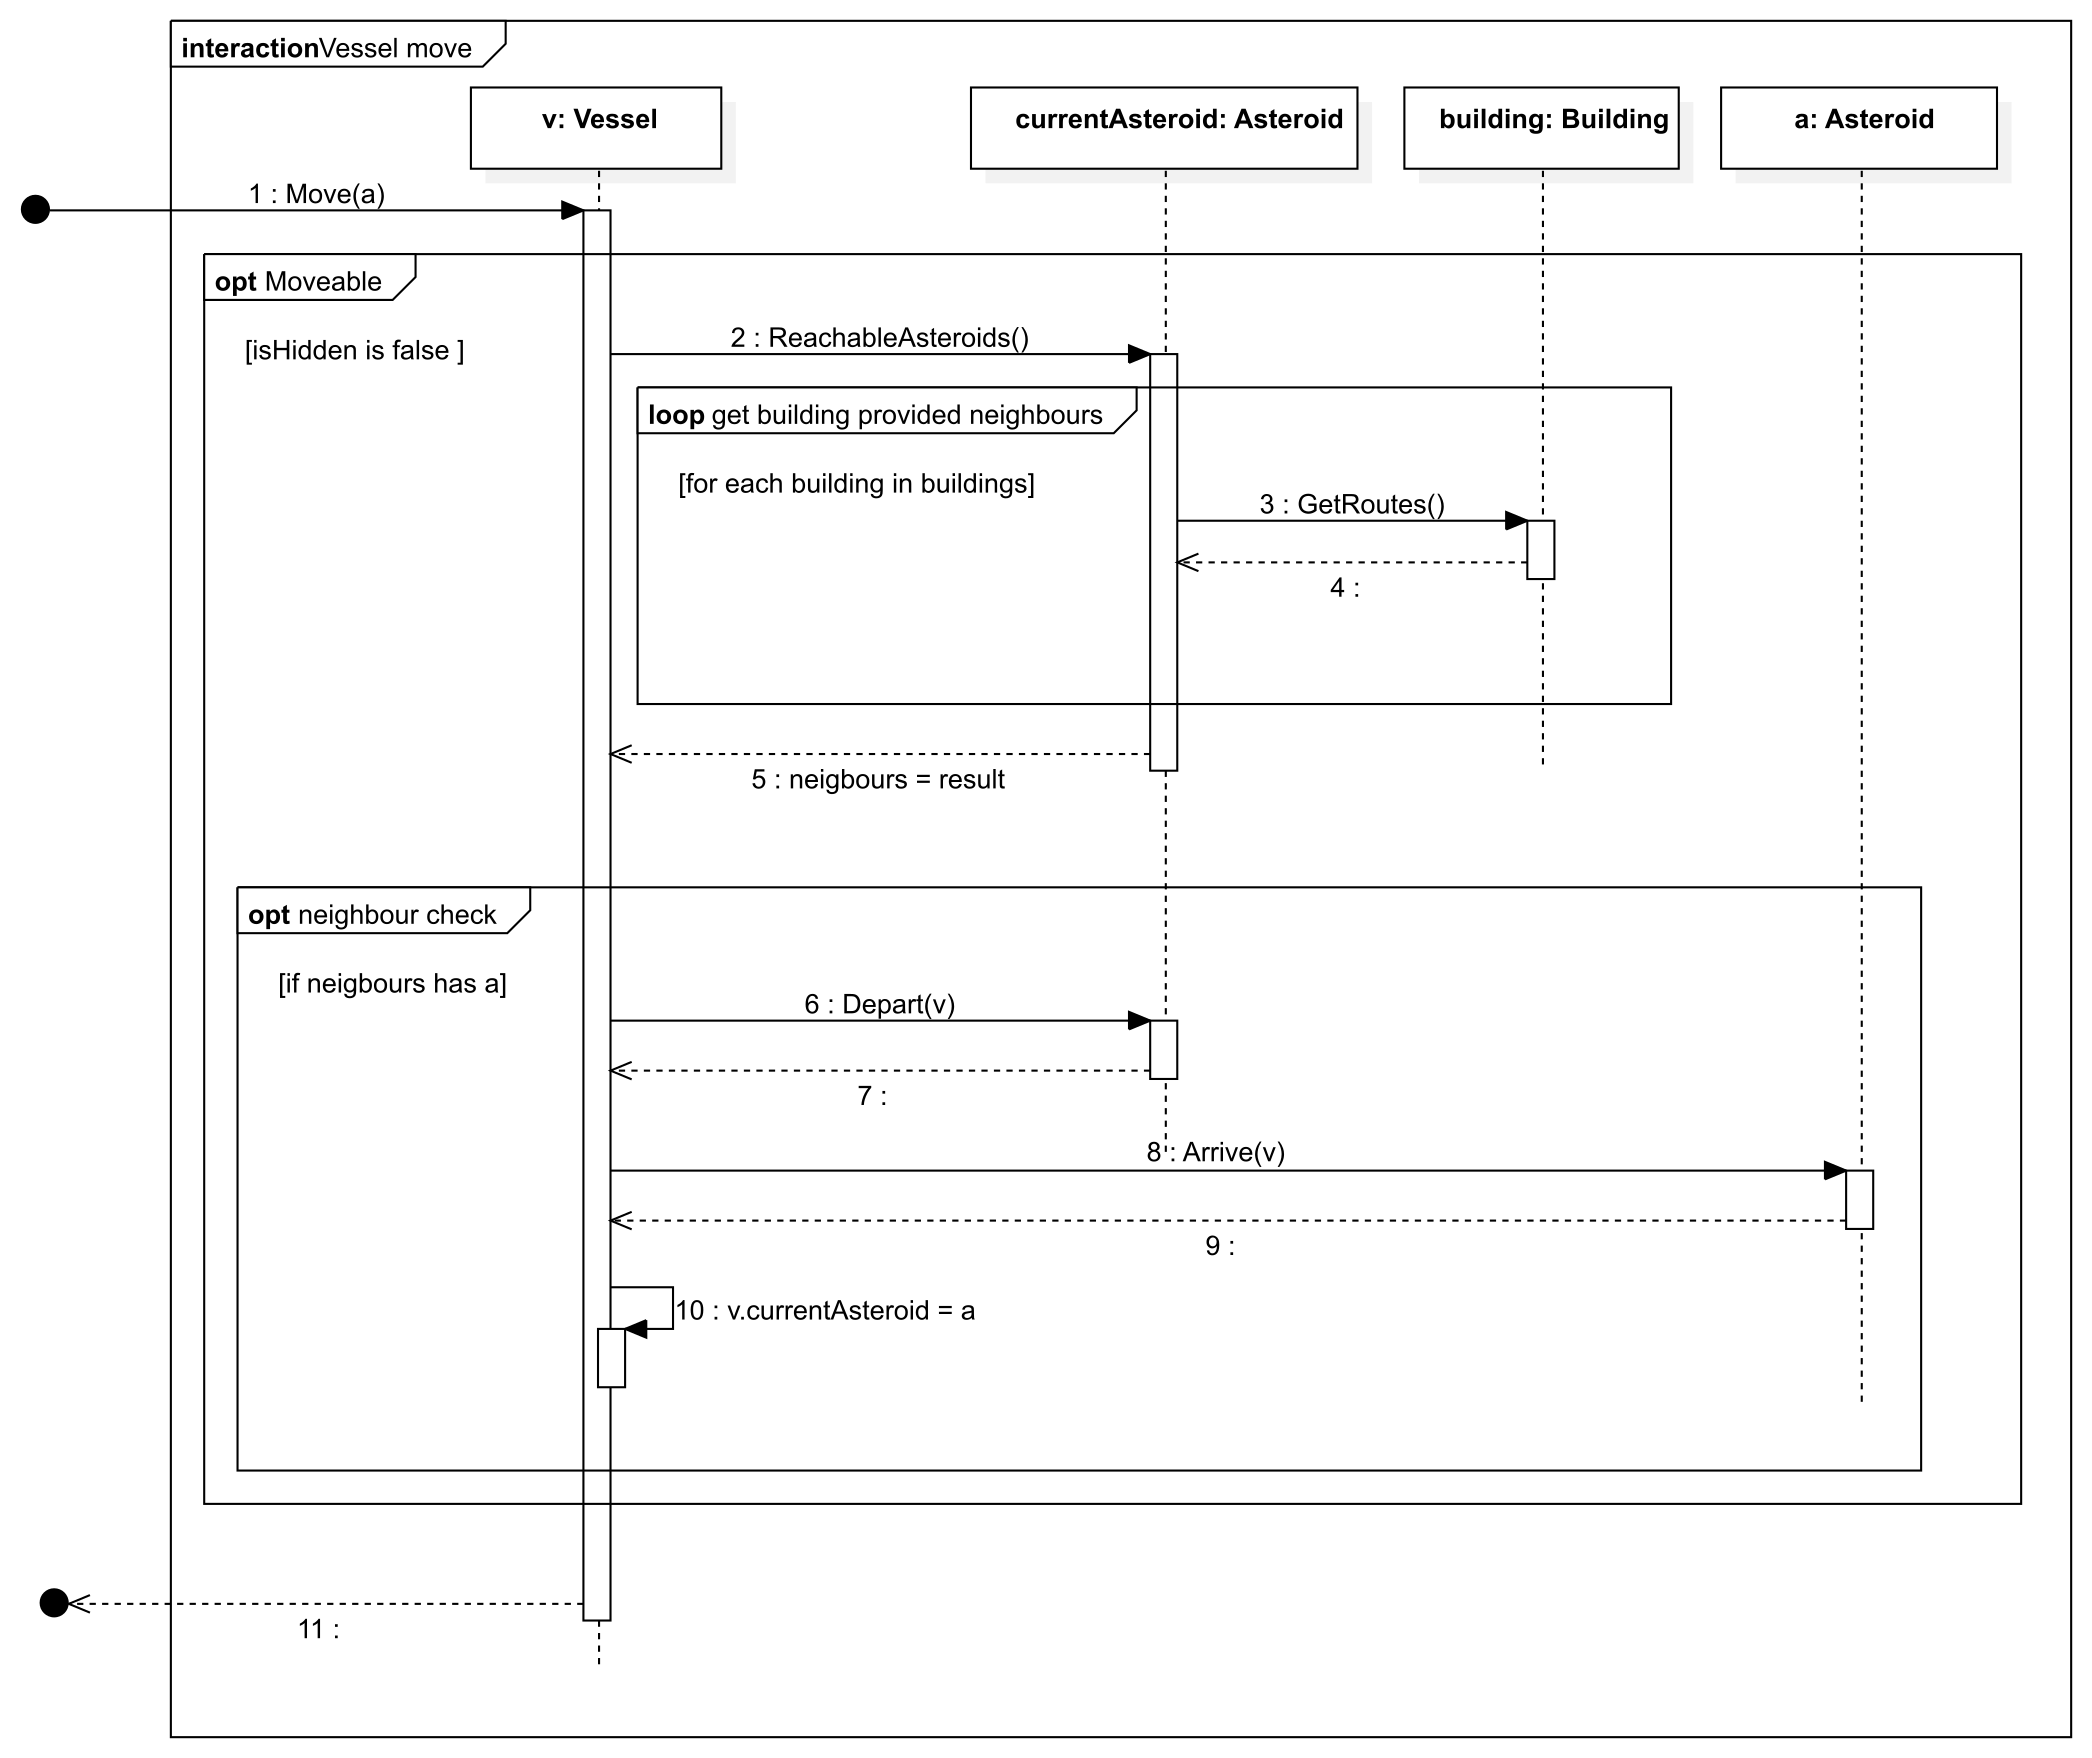 interactionVessel move
v: Vessel
currentAsteroid: Asteroid
building: Building
a: Asteroid
1 : Move(a)
opt Moveable
[isHidden is false ]
2 : ReachableAsteroids()
loop get building provided neighbours
[for each building in buildings]
3 : GetRoutes()
4 :
5 : neigbours = result
opt neighbour check
[if neigbours has a]
6 : Depart(v)
7 :
8 : Arrive(v)
9 :
10 : v.currentAsteroid = a
11 :